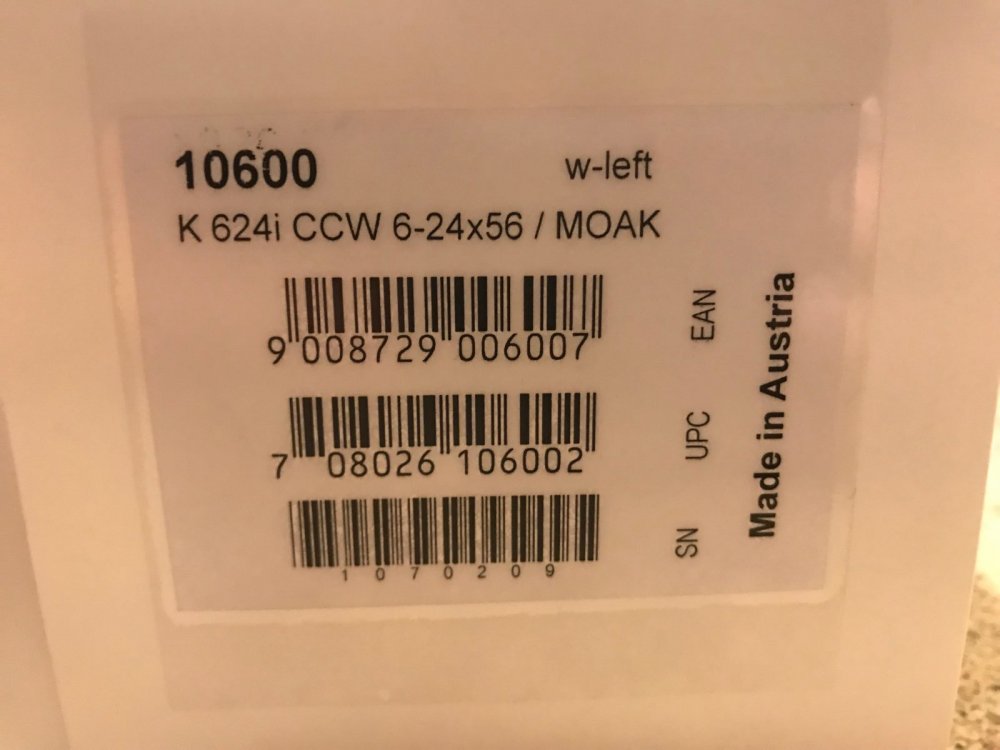 10600 w-left
K 624i CCW 6-24x56 / MOAK
9 008729 006007 EAN
7 08026 106002 UPC
1070209 SN
Made in Austria